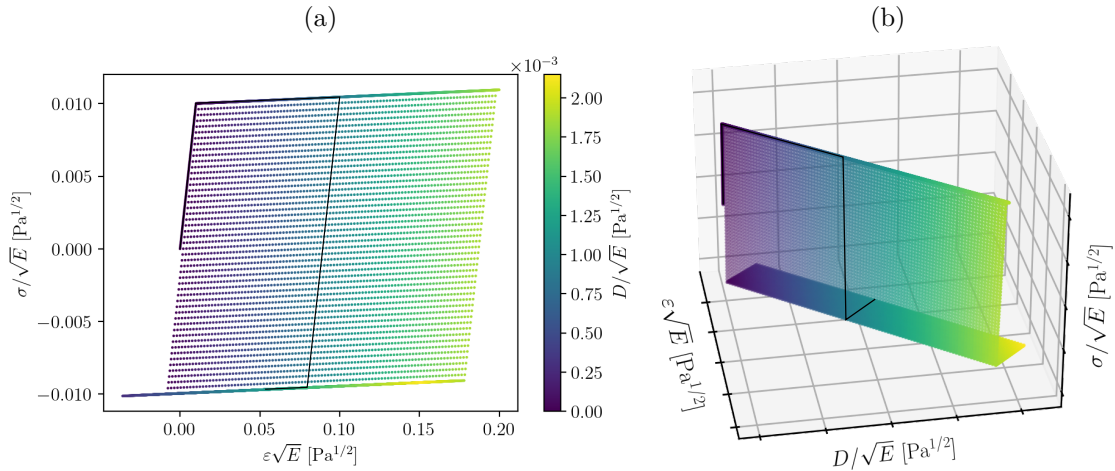 (a)
×10⁻³
0.010
0.005
0.000
−0.005
−0.010
σ/√E [Pa^{1/2}]
0.00
0.05
0.10
0.15
0.20
ε√E [Pa^{1/2}]
2.00
1.75
1.50
1.25
1.00
0.75
0.50
0.25
0.00
D/√E [Pa^{1/2}]
(b)
ε√E [Pa^{1/2}]
D/√E [Pa^{1/2}]
σ/√E [Pa^{1/2}]